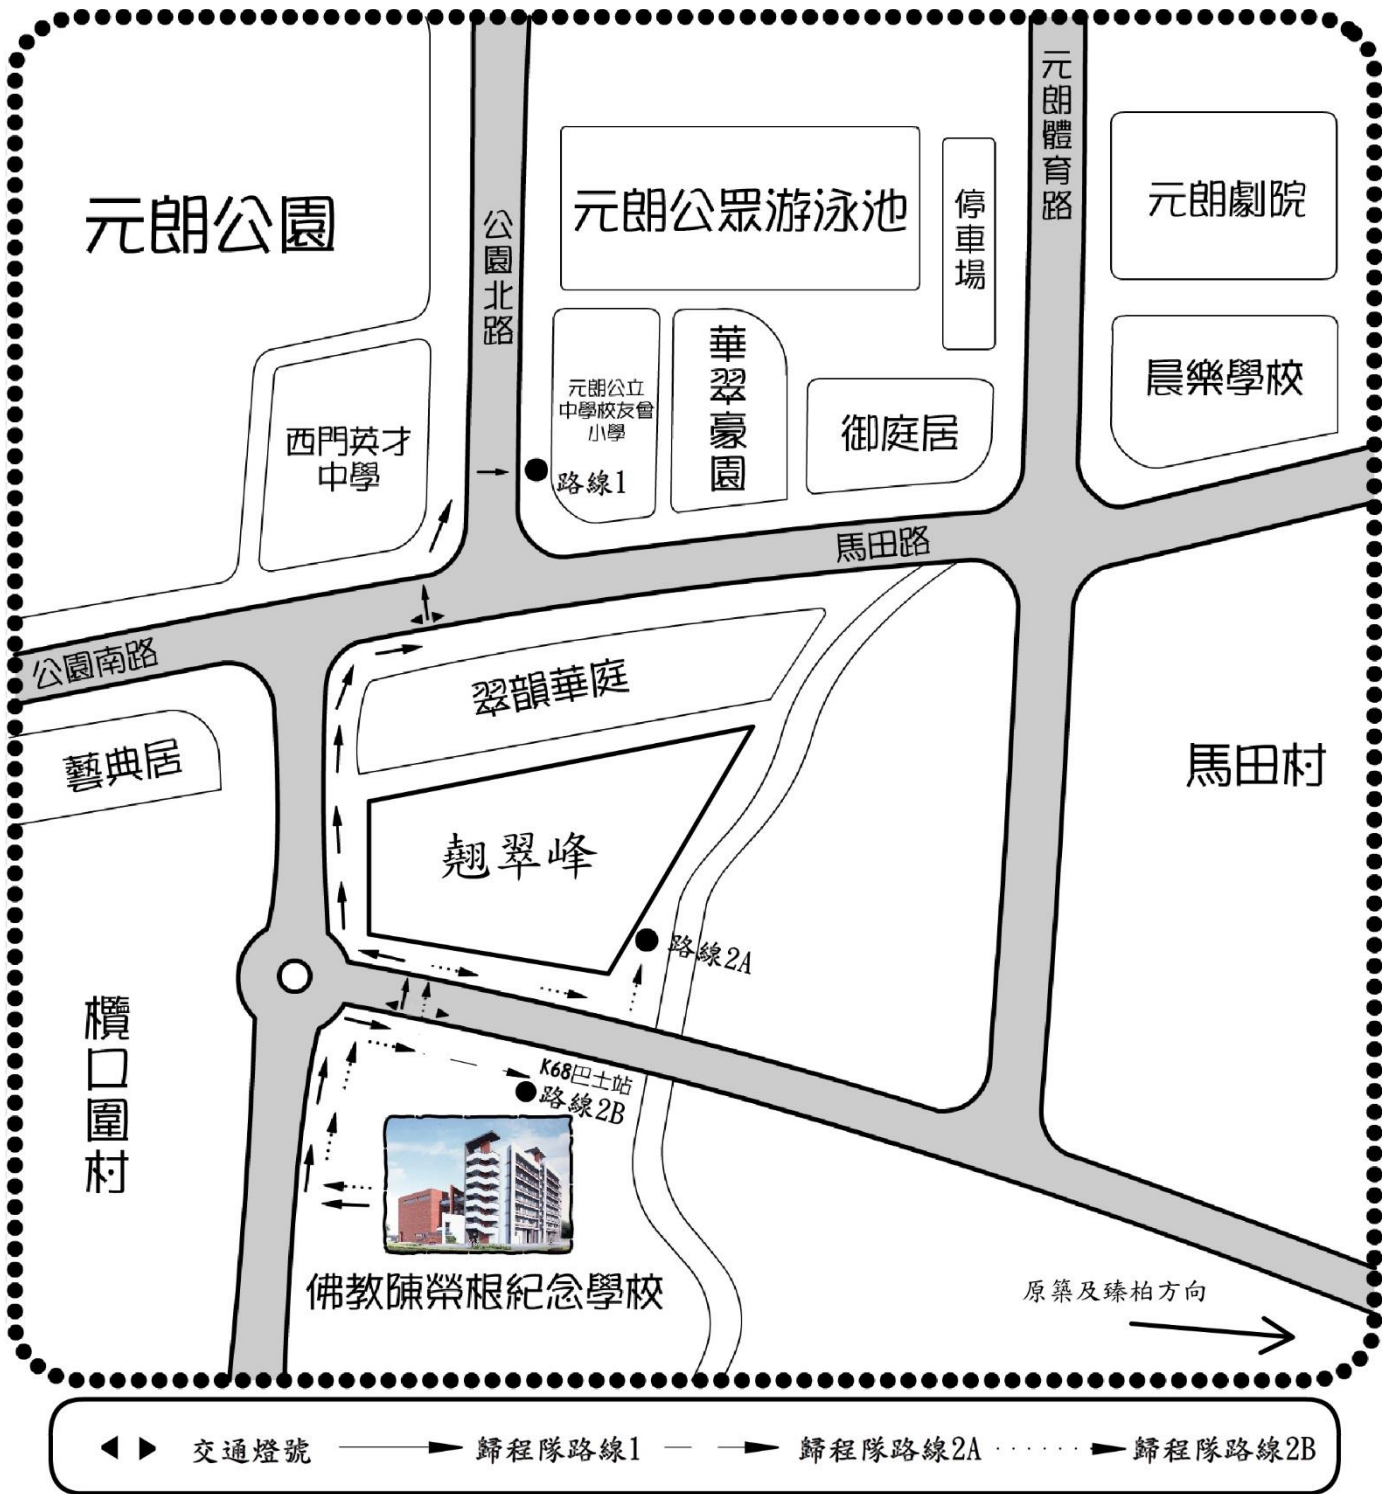 元朗公園
公園北路
元朗公眾游泳池
停車場
元朗體育路
元朗劇院
西門英才
中學
元朗公立
中學校友會
小學
路線1
華翠豪園
御庭居
晨樂學校
馬田路
公園南路
藝典居
翠韻華庭
翹翠峰
馬田村
路線2A
欖口圍村
K68巴士站
路線2B
佛教陳榮根紀念學校
原築及臻柏方向
交通燈號
歸程隊路線1
歸程隊路線2A
歸程隊路線2B